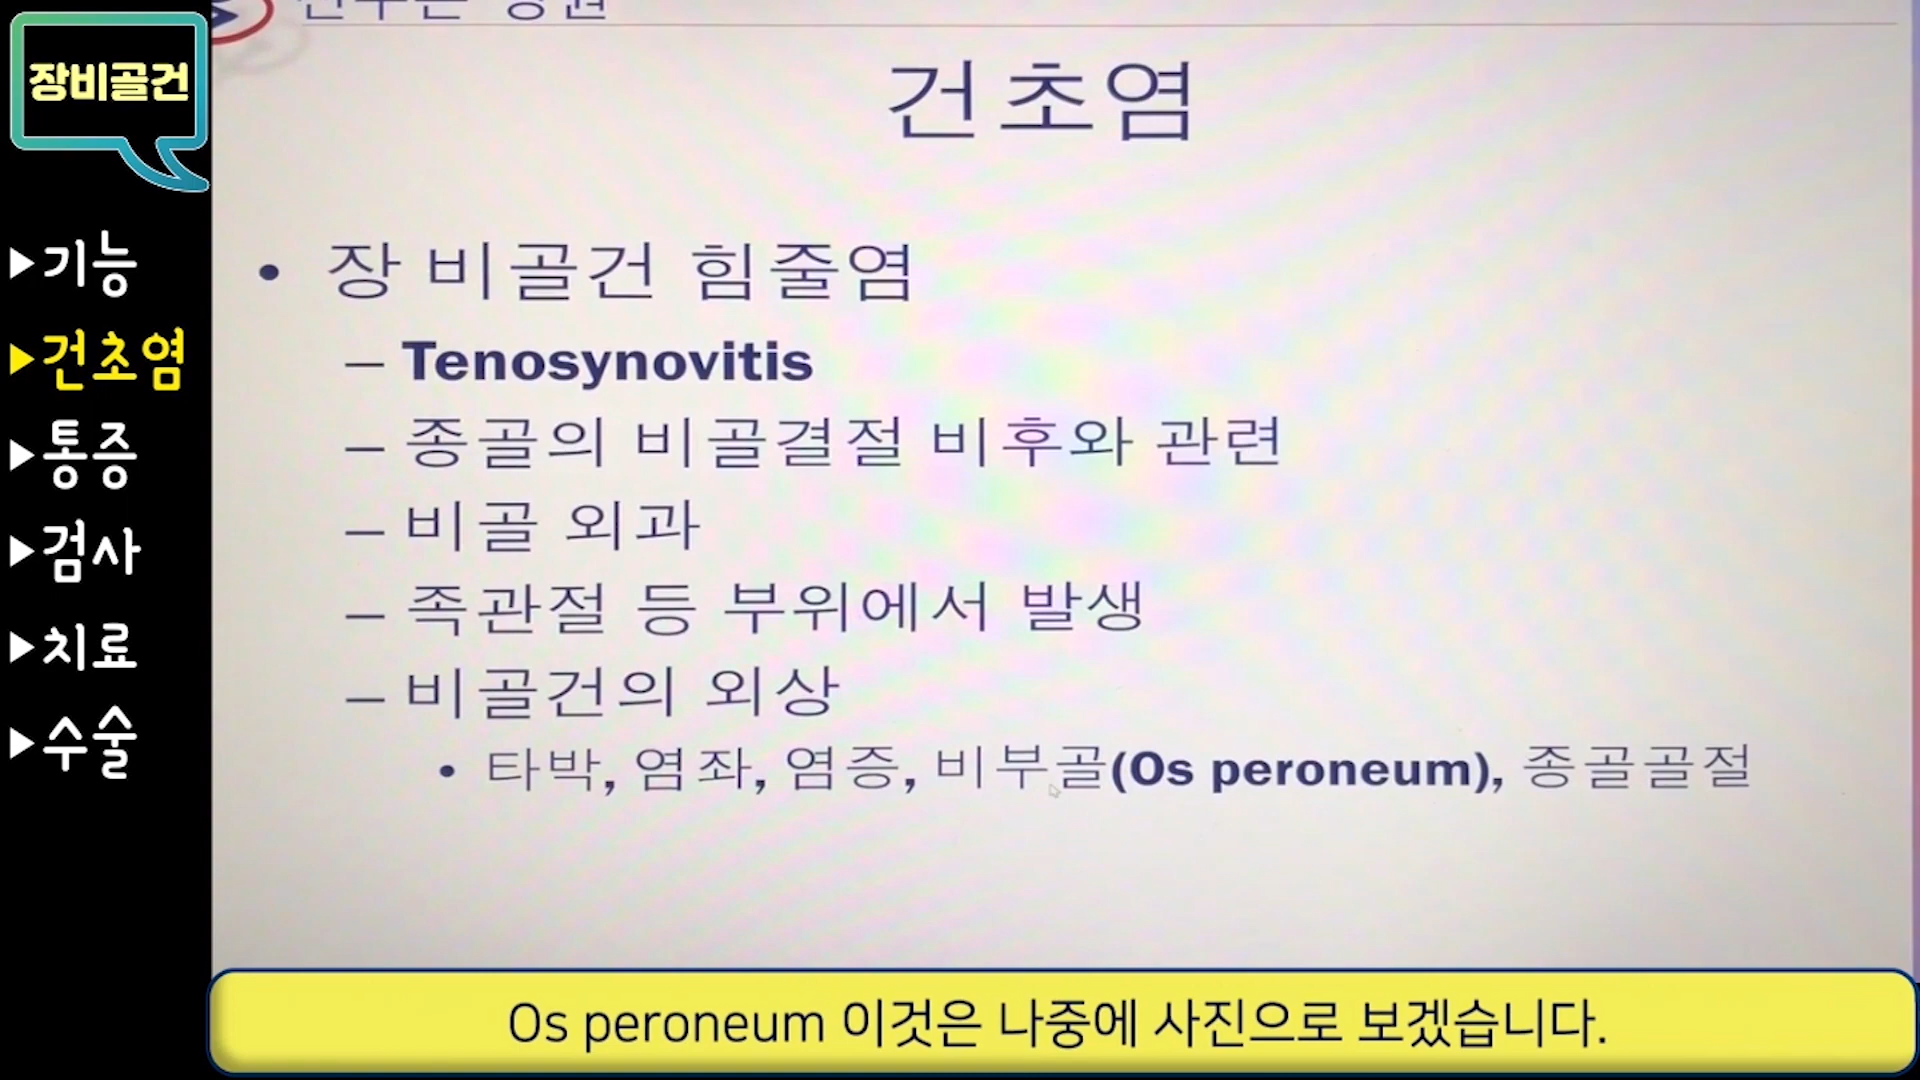 장비골건
▶기능
▶건초염
▶통증
▶검사
▶치료
▶수술
건초염
• 장 비골건 힘줄염
– Tenosynovitis
– 종골의 비골결절 비후와 관련
– 비골 외과
– 족관절 등 부위에서 발생
– 비골건의 외상
• 타박, 염좌, 염증, 비부골(Os peroneum), 종골골절
Os peroneum 이것은 나중에 사진으로 보겠습니다.